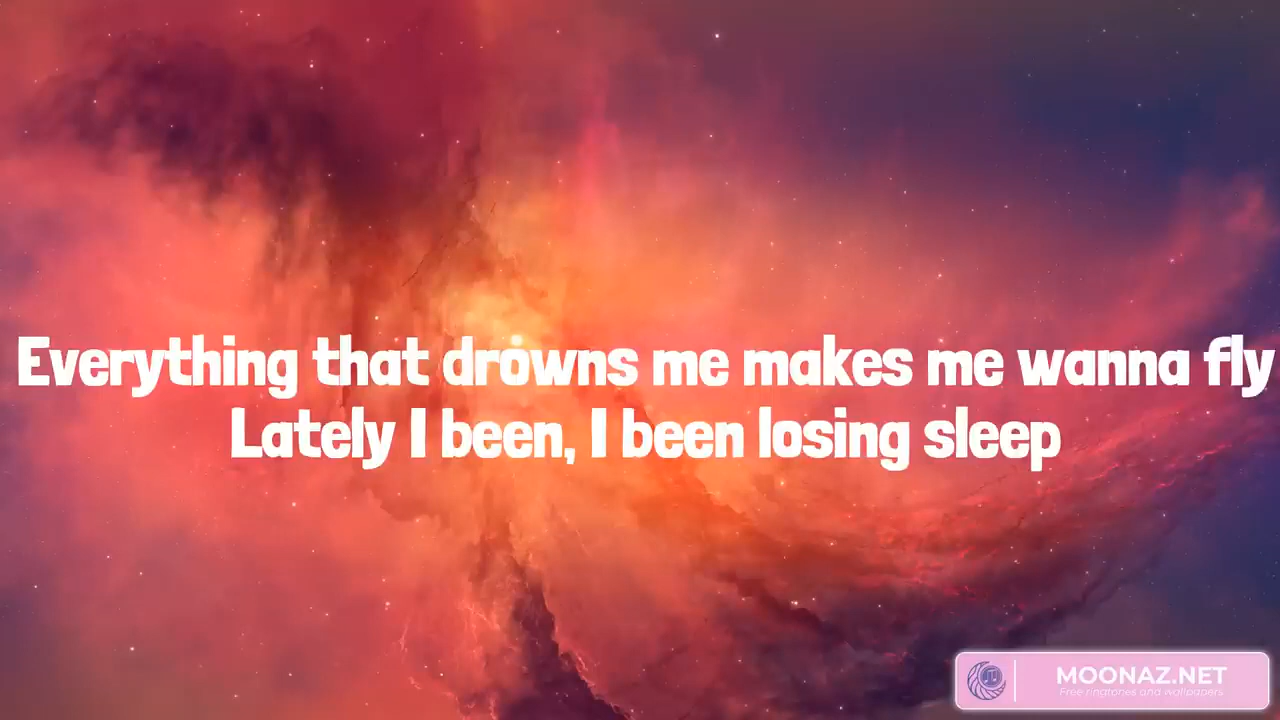 Everything that drowns me makes me wanna fly
Lately I been, I been losing sleep
MOONAZ.NET
Free ringtones and wallpapers